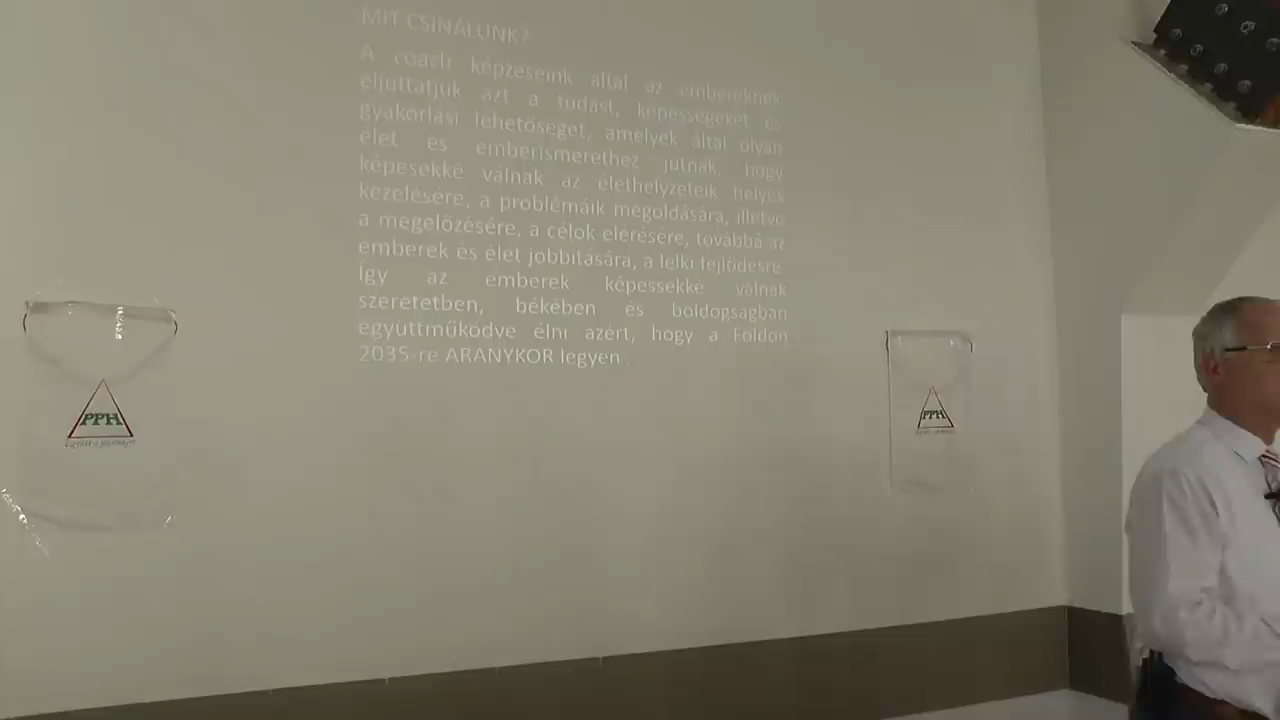 MIT CSINÁLUNK?
A coach képzéseink által az embereknek
eljuttatjuk azt a tudást, képességeket és
gyakorlási lehetőséget, amelyek által olyan
élet és emberismerethez jutnak, hogy
képesekké válnak az élethelyzeteik helyes
kezelésére, a problémáik megoldására, illetve
a megelőzésére, a célok elérésére, továbbá az
emberek és élet jobbítására, a lelki fejlődésre
Így az emberek képessekké válnak
szeretetben, békében és boldogságban
együttműködve élni azért, hogy a Földön
2035-re ARANYKOR legyen .
PPH
PPH